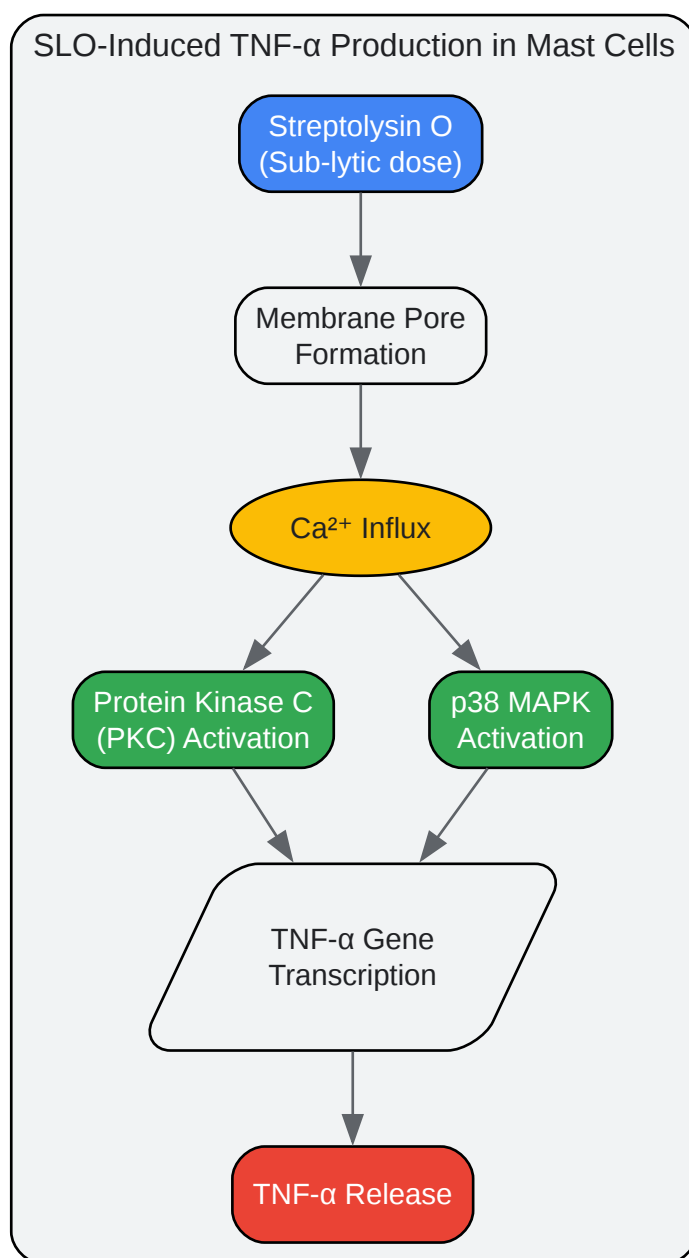 SLO-Induced TNF-α Production in Mast Cells
Streptolysin O
(Sub-lytic dose)
Membrane Pore
Formation
Ca²⁺ Influx
Protein Kinase C
(PKC) Activation
p38 MAPK
Activation
TNF-α Gene
Transcription
TNF-α Release